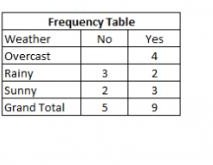 Frequency Table
Weather No Yes
Overcast 4
Rainy 3 2
Sunny 2 3
Grand Total 5 9